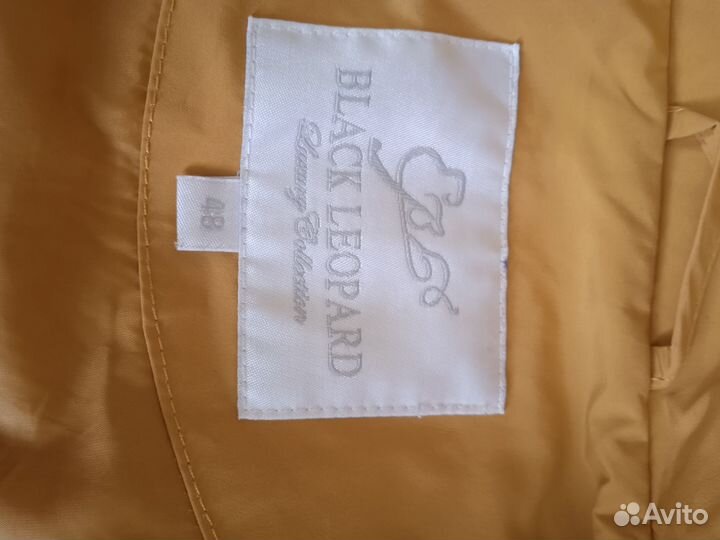 BLACK LEOPARD
Luxury Collection
48
Avito